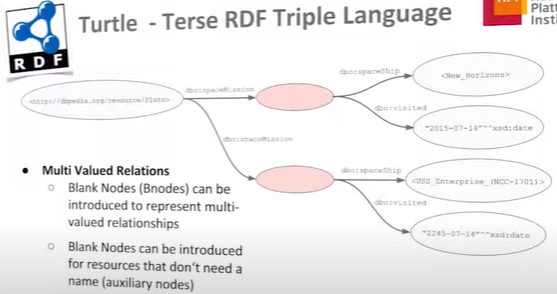 Turtle - Terse RDF Triple Language
RDF
Plat
Insti
<http://dbpedia.org/resource/Pluto>
dbo:spaceMission
dbo:spaceShip
<New_Horizons>
dbo:visited
"2015-07-14"^^xsd:date
dbo:spaceMission
dbo:spaceShip
<USS_Enterprise_(NCC-1701)>
dbo:visited
"2245-07-14"^^xsd:date
• Multi Valued Relations
○ Blank Nodes (Bnodes) can be
introduced to represent multi-
valued relationships
○ Blank Nodes can be introduced
for resources that don't need a
name (auxiliary nodes)